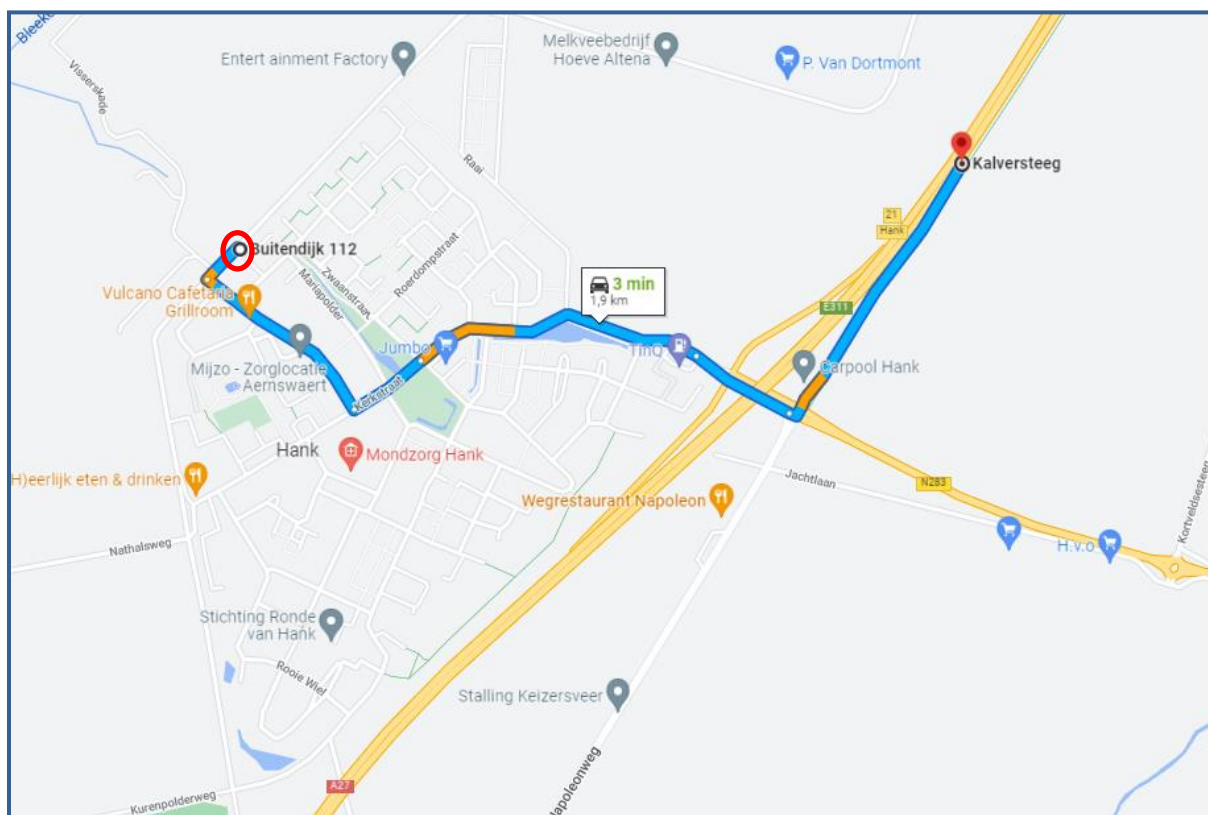 Bleeke
Visserskade
Entert ainment Factory
Melkveebedrijf
Hoeve Altena
P. Van Dortmont
Raai
Kalversteeg
21
Hank
Buitendijk 112
Zwaanstraat
Roerdompstraat
Mariapolder
3 min
1,9 km
E311
Vulcano Cafetaria
Grillroom
Jumbo
TinQ
Mijzo - Zorglocatie
Aernswaert
Carpool Hank
Kerkstraat
Hank
Mondzorg Hank
H)eerlijk eten & drinken
Jachtlaan
N283
Kortveldsesteeg
Wegrestaurant Napoleon
H.v.o
Nathalsweg
Stichting Ronde
van Hank
Rooie Wiel
Stalling Keizersveer
A27
Kurenpolderweg
Napoleonweg